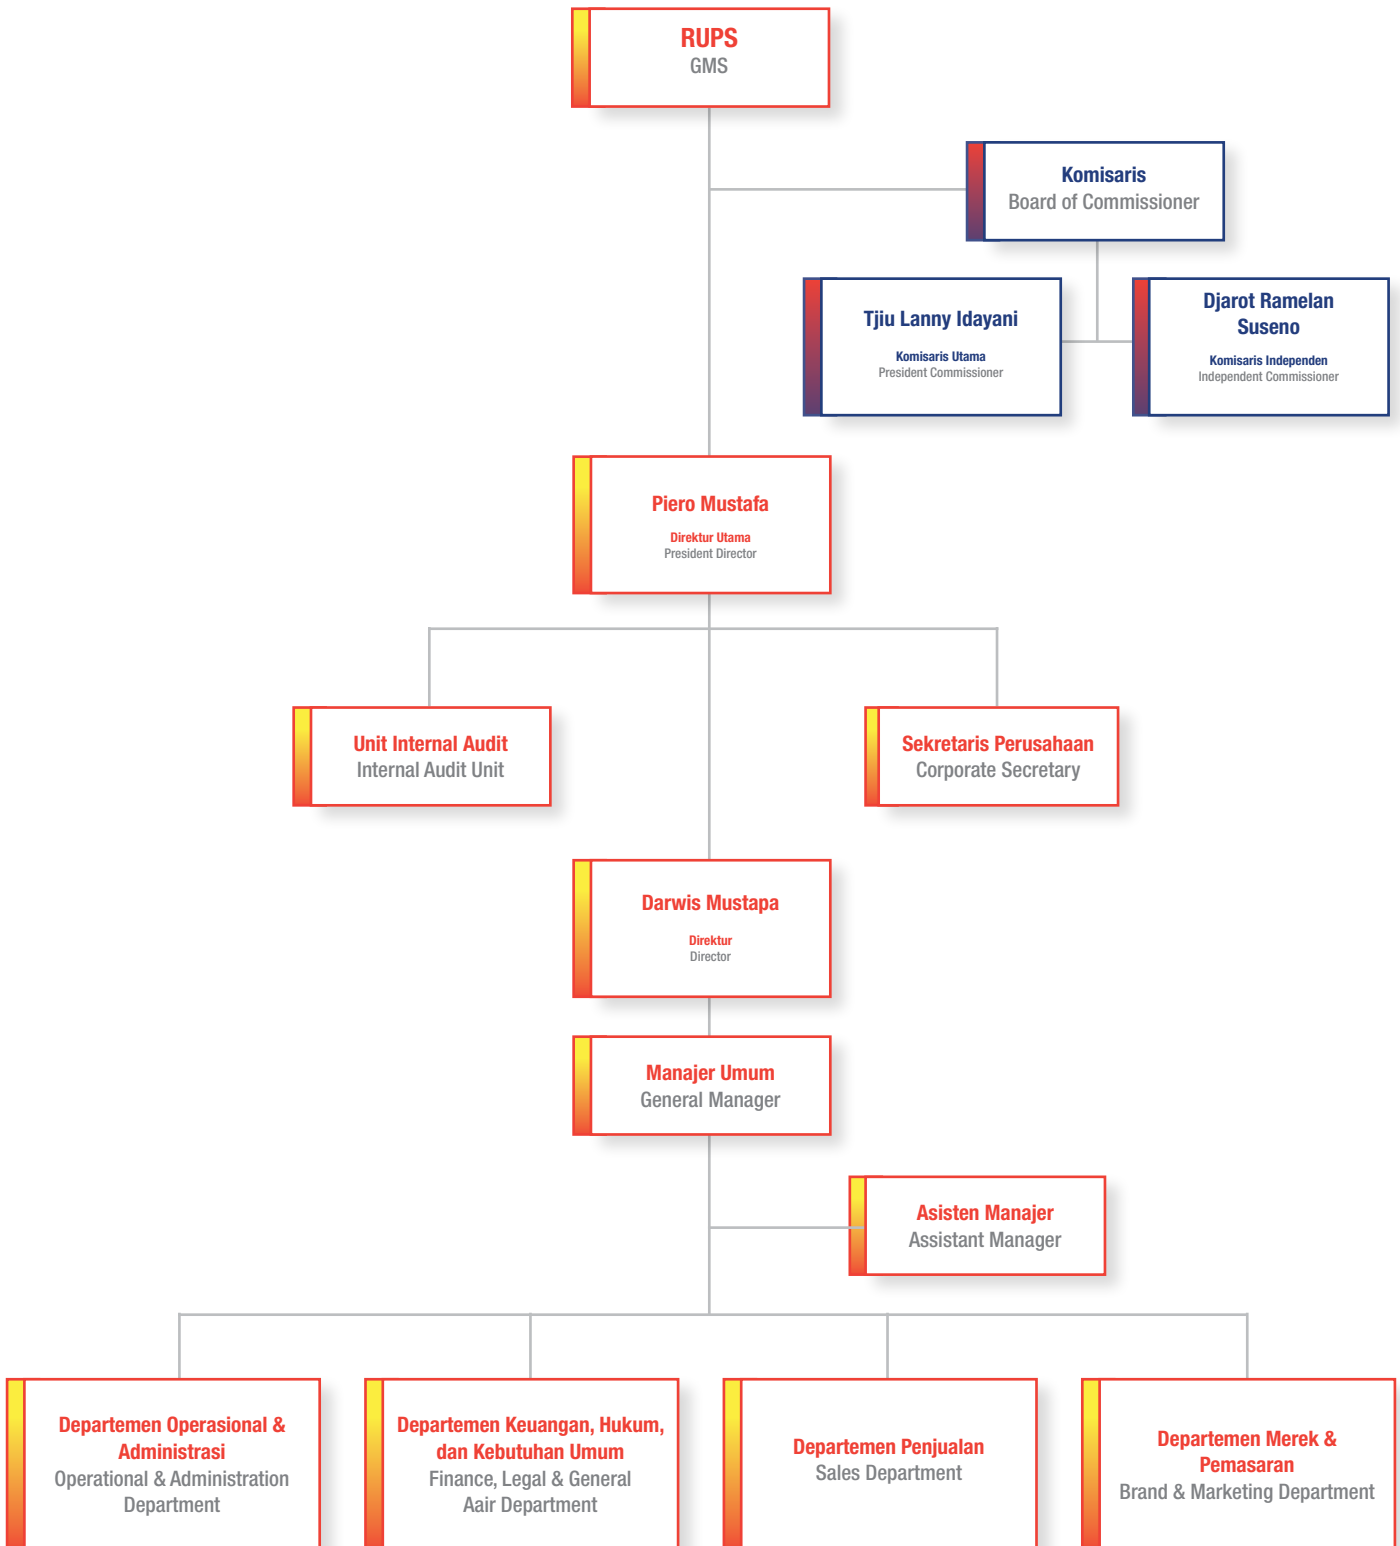 RUPS
GMS
Komisaris
Board of Commissioner
Tjiu Lanny Idayani
Komisaris Utama
President Commissioner
Djarot Ramelan
Suseno
Komisaris Independen
Independent Commissioner
Piero Mustafa
Direktur Utama
President Director
Unit Internal Audit
Internal Audit Unit
Sekretaris Perusahaan
Corporate Secretary
Darwis Mustapa
Direktur
Director
Manajer Umum
General Manager
Asisten Manajer
Assistant Manager
Departemen Operasional &
Administrasi
Operational & Administration
Department
Departemen Keuangan, Hukum,
dan Kebutuhan Umum
Finance, Legal & General
Aair Department
Departemen Penjualan
Sales Department
Departemen Merek &
Pemasaran
Brand & Marketing Department